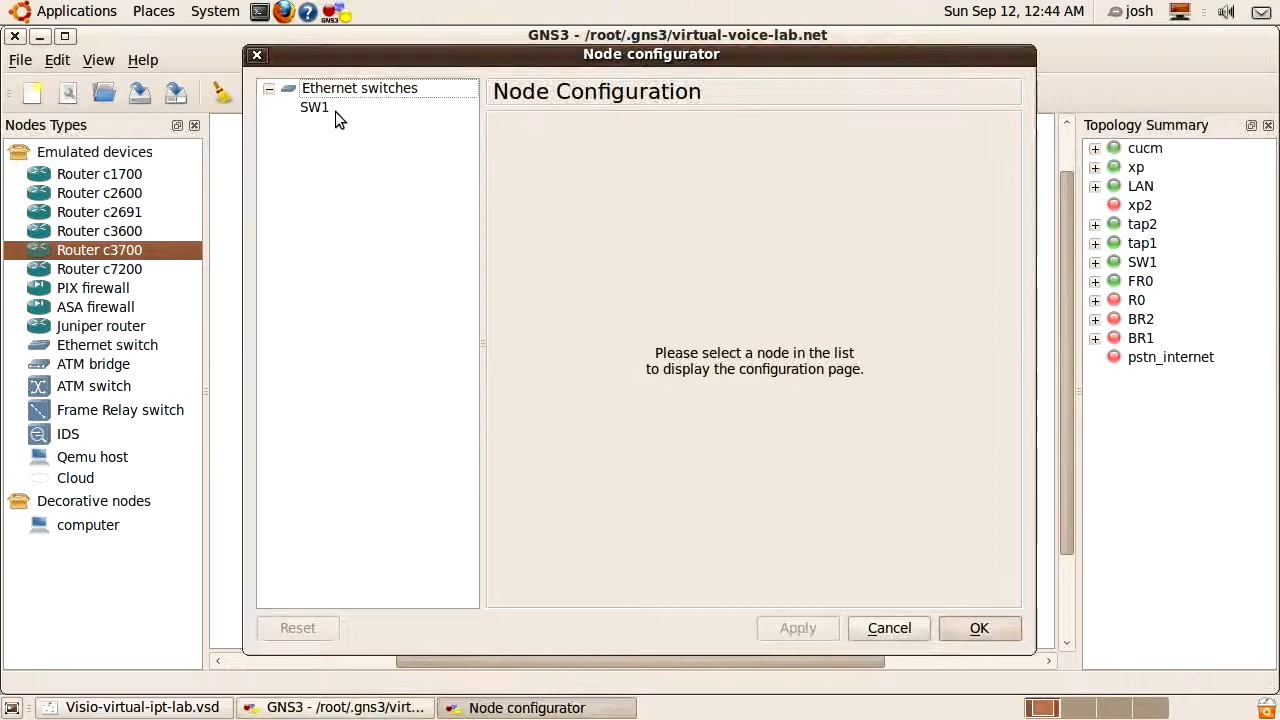 Applications Places System GNS3 Sun Sep 12, 12:44 AM josh
GNS3 - /root/.gns3/virtual-voice-lab.net
File Edit View Help
Node configurator
Ethernet switches
SW1
Node Configuration
Please select a node in the list
to display the configuration page.
Reset Apply Cancel OK
Nodes Types
Emulated devices
Router c1700
Router c2600
Router c2691
Router c3600
Router c3700
Router c7200
PIX firewall
ASA firewall
Juniper router
Ethernet switch
ATM bridge
ATM switch
Frame Relay switch
IDS
Qemu host
Cloud
Decorative nodes
computer
Topology Summary
cucm
xp
LAN
xp2
tap2
tap1
SW1
FR0
R0
BR2
BR1
pstn_internet
Visio-virtual-ipt-lab.vsd GNS3 - /root/.gns3/virt... Node configurator